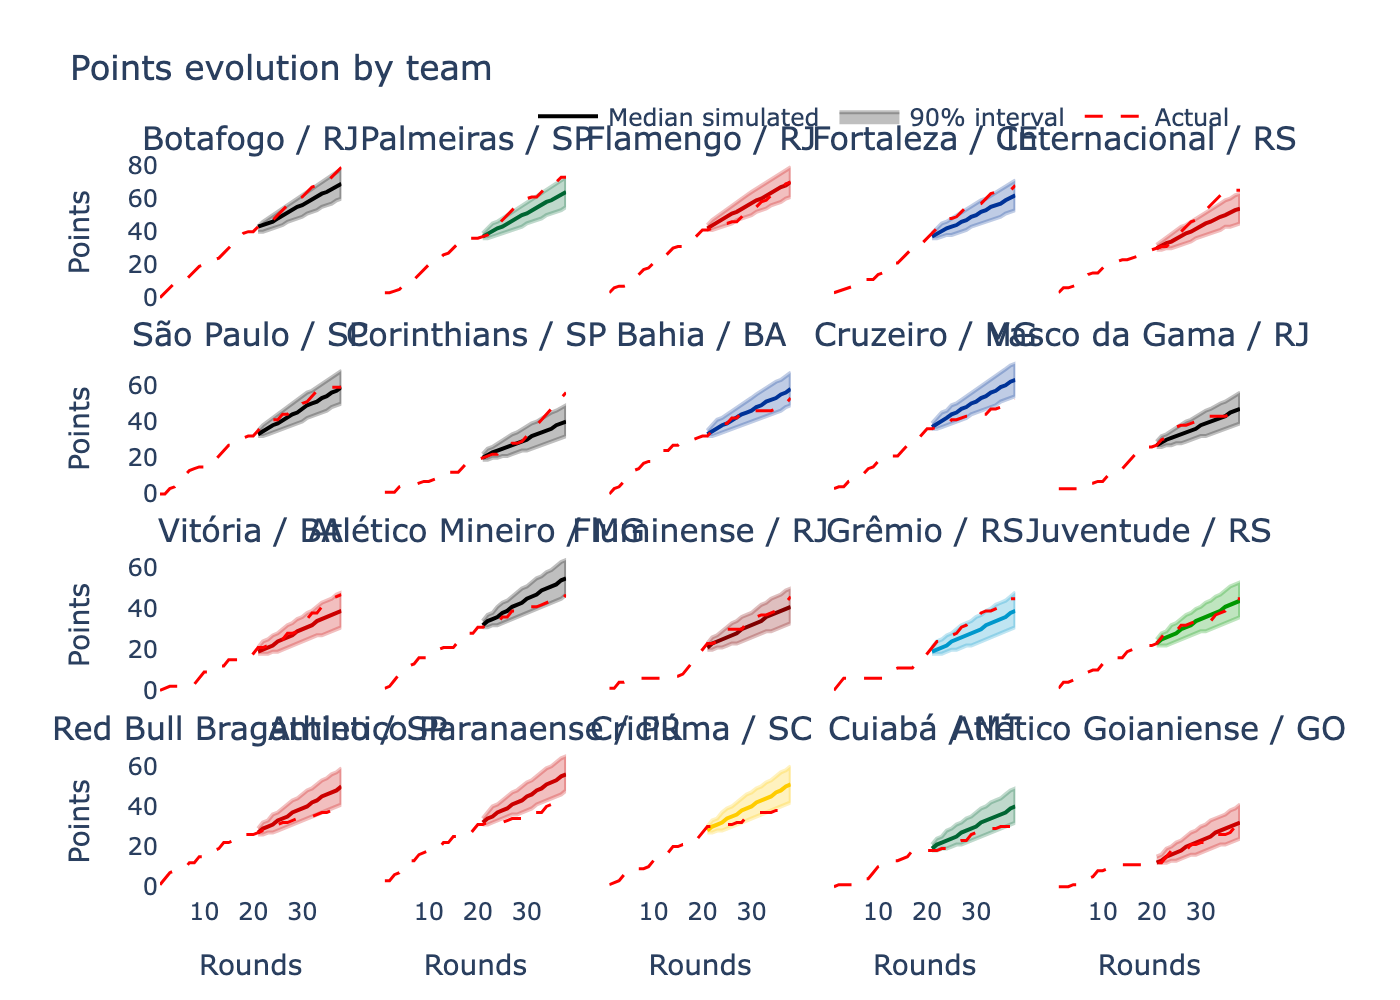 Points evolution by team
Median simulated 90% interval Actual
Botafogo / RJ Palmeiras / SP Flamengo / RJ Fortaleza / CE Internacional / RS
80
60
40
20
0
Points
São Paulo / SP Corinthians / SP Bahia / BA Cruzeiro / MG Vasco da Gama / RJ
60
40
20
0
Points
Vitória / BA Atlético Mineiro / MG Fluminense / RJ Grêmio / RS Juventude / RS
60
40
20
0
Points
Red Bull Bragantino / SP Athletico Paranaense / PR Criciúma / SC Cuiabá / MT Atlético Goianiense / GO
60
40
20
0
Points
10 20 30 10 20 30 10 20 30 10 20 30 10 20 30
Rounds Rounds Rounds Rounds Rounds